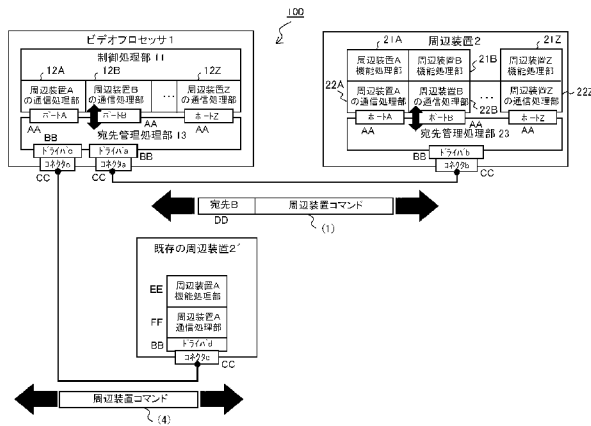 100
ビデオプロセッサ1
制御処理部 11
12A
12B
12Z
周辺装置A
の通信処理部
周辺装置B
の通信処理部
…
周辺装置Z
の通信処理部
ポートA
ポートB
ポートZ
AA
AA
AA
宛先管理処理部 13
BB
ドライバc
ドライバa
BB
コネクタc
コネクタa
CC
CC
周辺装置2
21A
21Z
周辺装置A
機能処理部
周辺装置B
機能処理部
21B
周辺装置Z
機能処理部
22A
周辺装置A
の通信処理部
周辺装置B
の通信処理部
22B
…
周辺装置Z
の通信処理部
22Z
ポートA
ポートB
ポートZ
AA
AA
AA
宛先管理処理部 23
ドライバb
BB
コネクタb
CC
宛先B
周辺装置コマンド
DD
(1)
既存の周辺装置2´
EE
周辺装置A
機能処理部
FF
周辺装置A
通信処理部
BB
ドライバd
コネクタc
CC
周辺装置コマンド
(4)